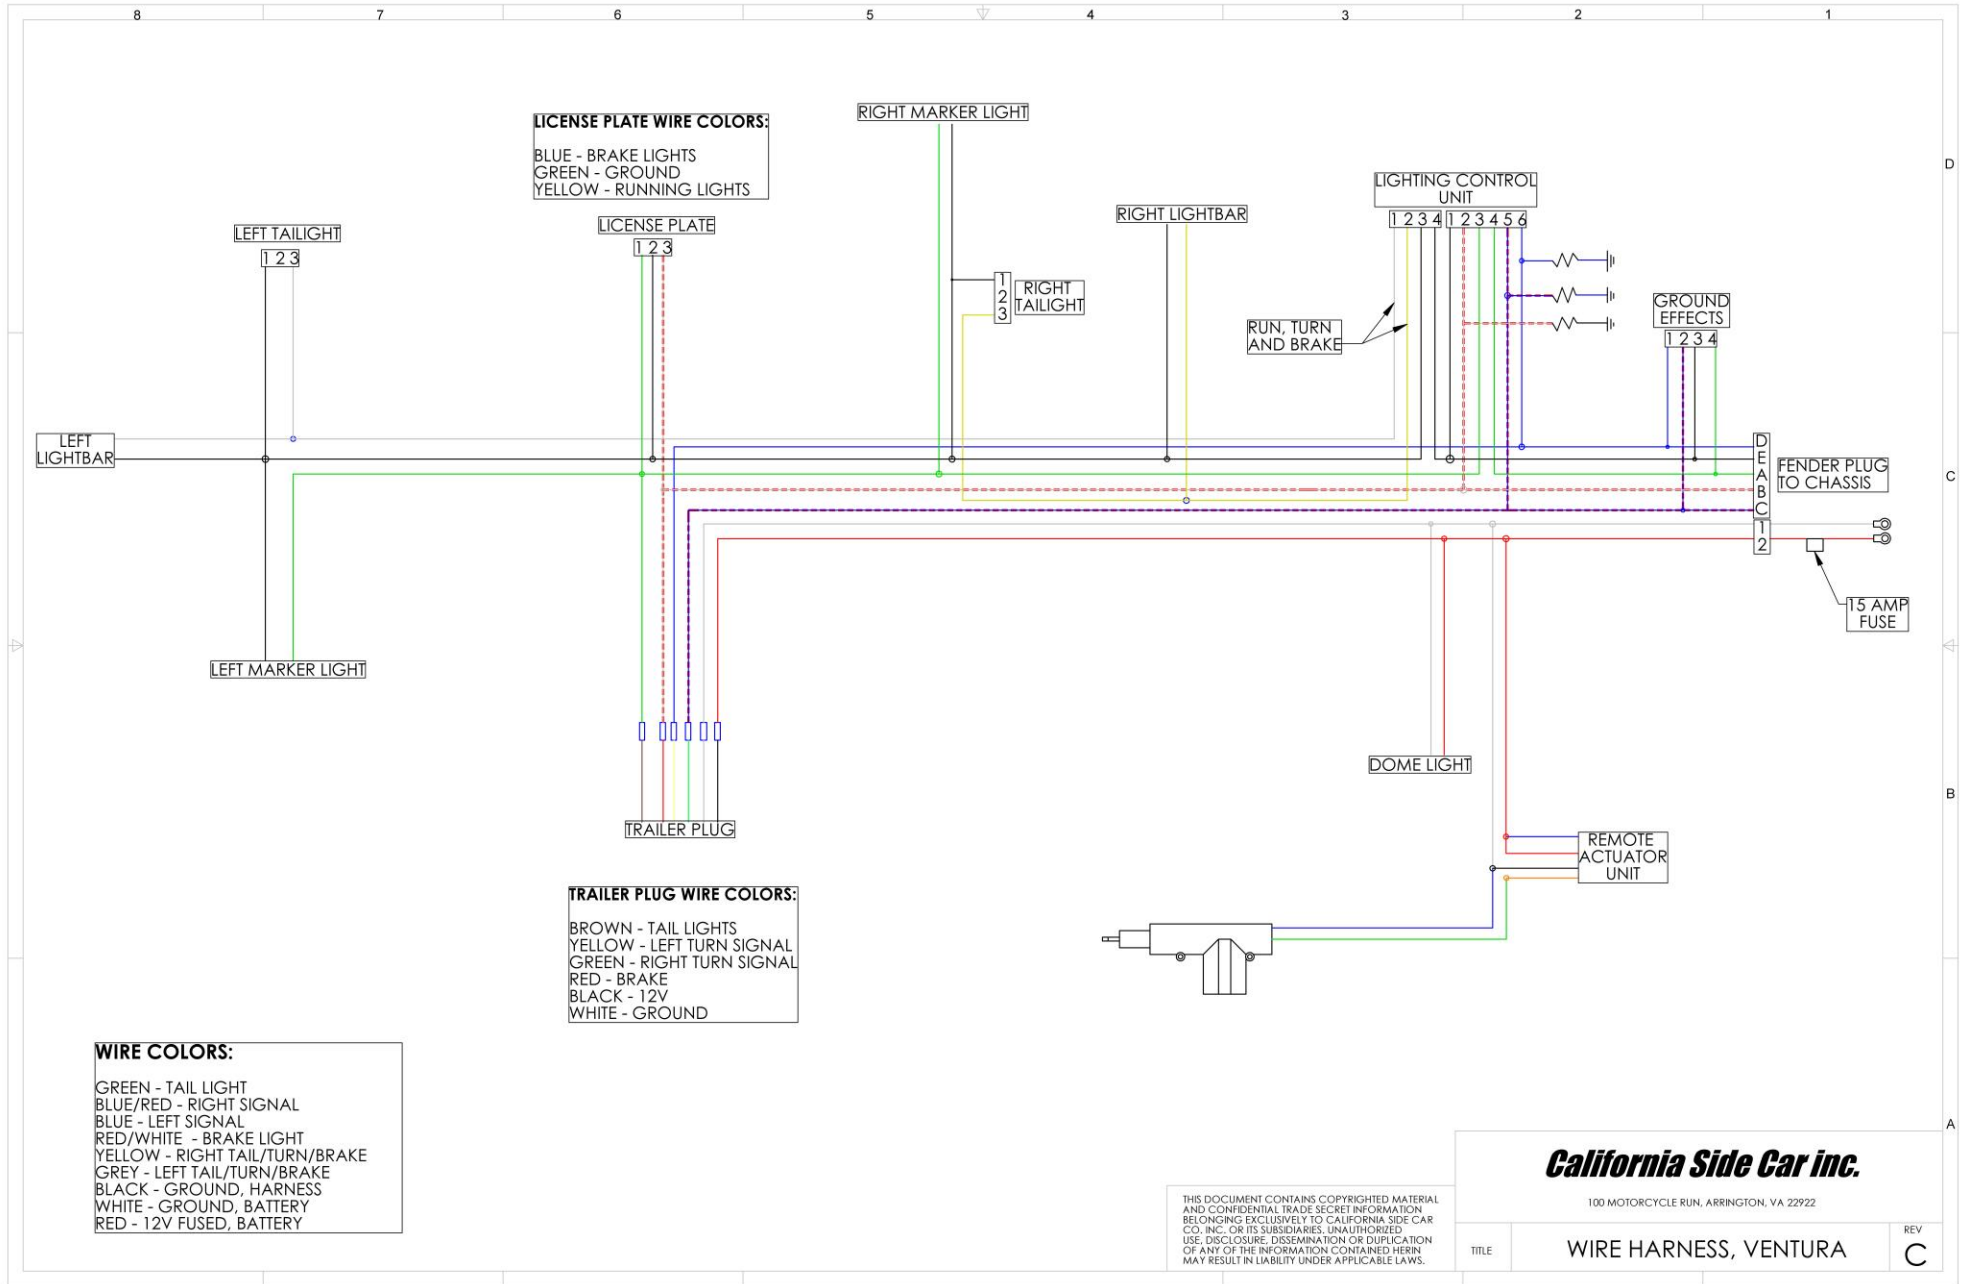 8 7 6 5 4 3 2 1
D
C
B
A
LICENSE PLATE WIRE COLORS:
BLUE - BRAKE LIGHTS
GREEN - GROUND
YELLOW - RUNNING LIGHTS
RIGHT MARKER LIGHT
LIGHTING CONTROL
UNIT
1 2 3 4 1 2 3 4 5 6
RIGHT LIGHTBAR
LICENSE PLATE
1 2 3
LEFT TAILIGHT
1 2 3
1
2
3
RIGHT
TAILIGHT
RUN, TURN
AND BRAKE
GROUND
EFFECTS
1 2 3 4
LEFT
LIGHTBAR
D
E
A
B
C
1
2
FENDER PLUG
TO CHASSIS
15 AMP
FUSE
LEFT MARKER LIGHT
DOME LIGHT
TRAILER PLUG
REMOTE
ACTUATOR
UNIT
TRAILER PLUG WIRE COLORS:
BROWN - TAIL LIGHTS
YELLOW - LEFT TURN SIGNAL
GREEN - RIGHT TURN SIGNAL
RED - BRAKE
BLACK - 12V
WHITE - GROUND
WIRE COLORS:
GREEN - TAIL LIGHT
BLUE/RED - RIGHT SIGNAL
BLUE - LEFT SIGNAL
RED/WHITE - BRAKE LIGHT
YELLOW - RIGHT TAIL/TURN/BRAKE
GREY - LEFT TAIL/TURN/BRAKE
BLACK - GROUND, HARNESS
WHITE - GROUND, BATTERY
RED - 12V FUSED, BATTERY
THIS DOCUMENT CONTAINS COPYRIGHTED MATERIAL
AND CONFIDENTIAL TRADE SECRET INFORMATION
BELONGING EXCLUSIVELY TO CALIFORNIA SIDE CAR
CO. INC. OR ITS SUBSIDIARIES. UNAUTHORIZED
USE, DISCLOSURE, DISSEMINATION OR DUPLICATION
OF ANY OF THE INFORMATION CONTAINED HERIN
MAY RESULT IN LIABILITY UNDER APPLICABLE LAWS.
California Side Car inc.
100 MOTORCYCLE RUN, ARRINGTON, VA 22922
TITLE
WIRE HARNESS, VENTURA
REV
C